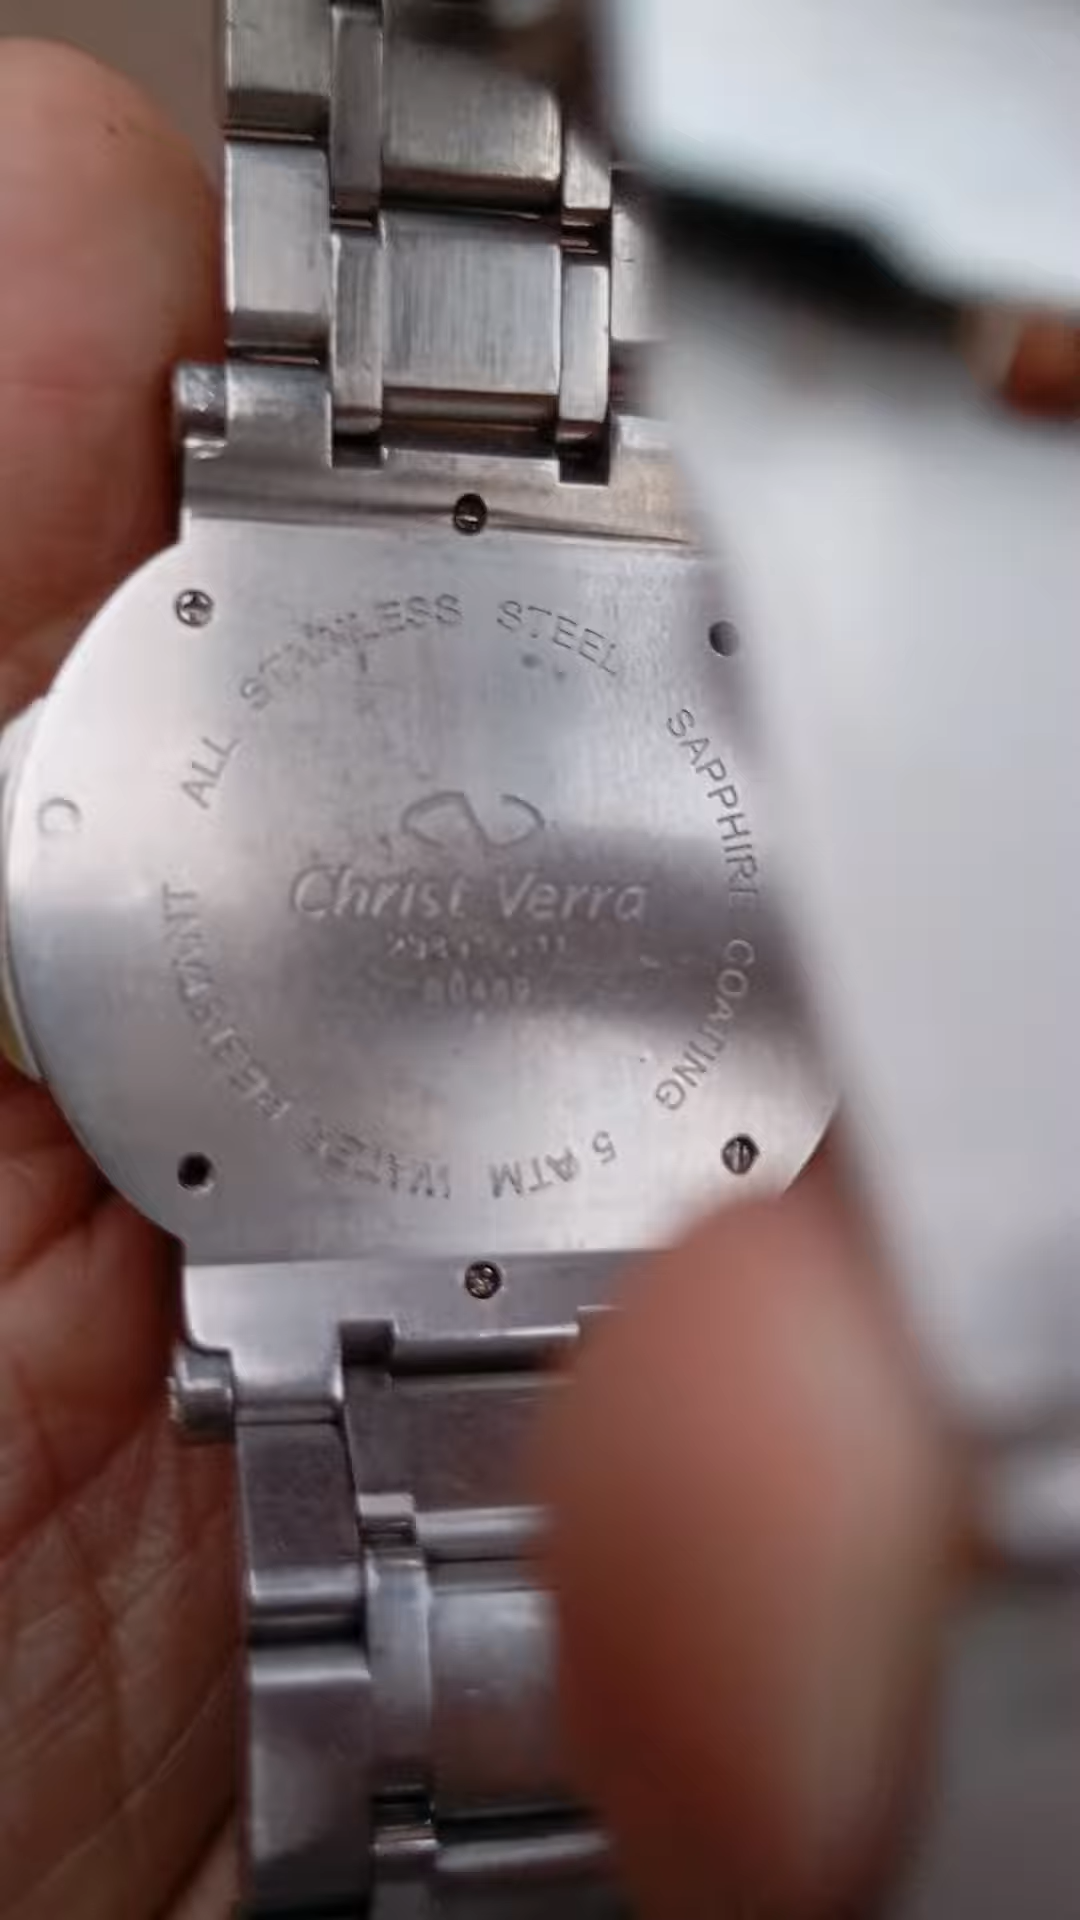 ALL STAINLESS STEEL
SAPPHIRE COATING
5 ATM WATER RESISTANT
Christ Verra